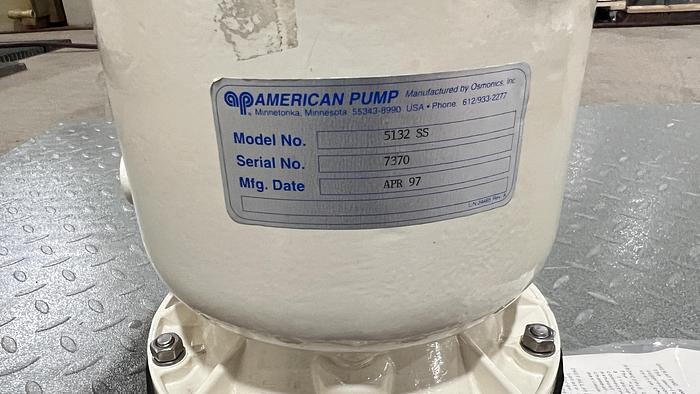 ap AMERICAN PUMP Manufactured by Osmonics, Inc.
Minnetonka, Minnesota 55343-8990 USA • Phone 612/933-2277
Model No. 5132 SS
Serial No. 7370
Mfg. Date APR 97